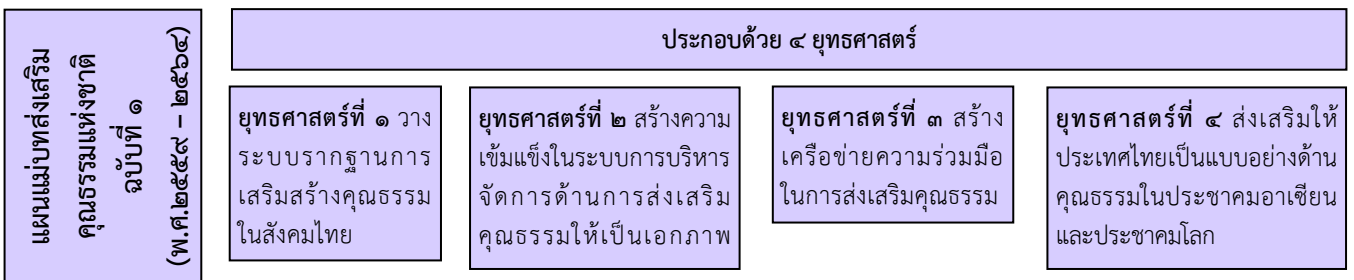 แผนแม่บทส่งเสริม
คุณธรรมแห่งชาติ
ฉบับที่ ๑
(พ.ศ.๒๕๕๙ – ๒๕๖๔)
ประกอบด้วย ๔ ยุทธศาสตร์
ยุทธศาสตร์ที่ ๑ วาง
ระบบรากฐานการ
เสริมสร้างคุณธรรม
ในสังคมไทย
ยุทธศาสตร์ที่ ๒ สร้างความ
เข้มแข็งในระบบการบริหาร
จัดการด้านการส่งเสริม
คุณธรรมให้เป็นเอกภาพ
ยุทธศาสตร์ที่ ๓ สร้าง
เครือข่ายความร่วมมือ
ในการส่งเสริมคุณธรรม
ยุทธศาสตร์ที่ ๔ ส่งเสริมให้
ประเทศไทยเป็นแบบอย่างด้าน
คุณธรรมในประชาคมอาเซียน
และประชาคมโลก